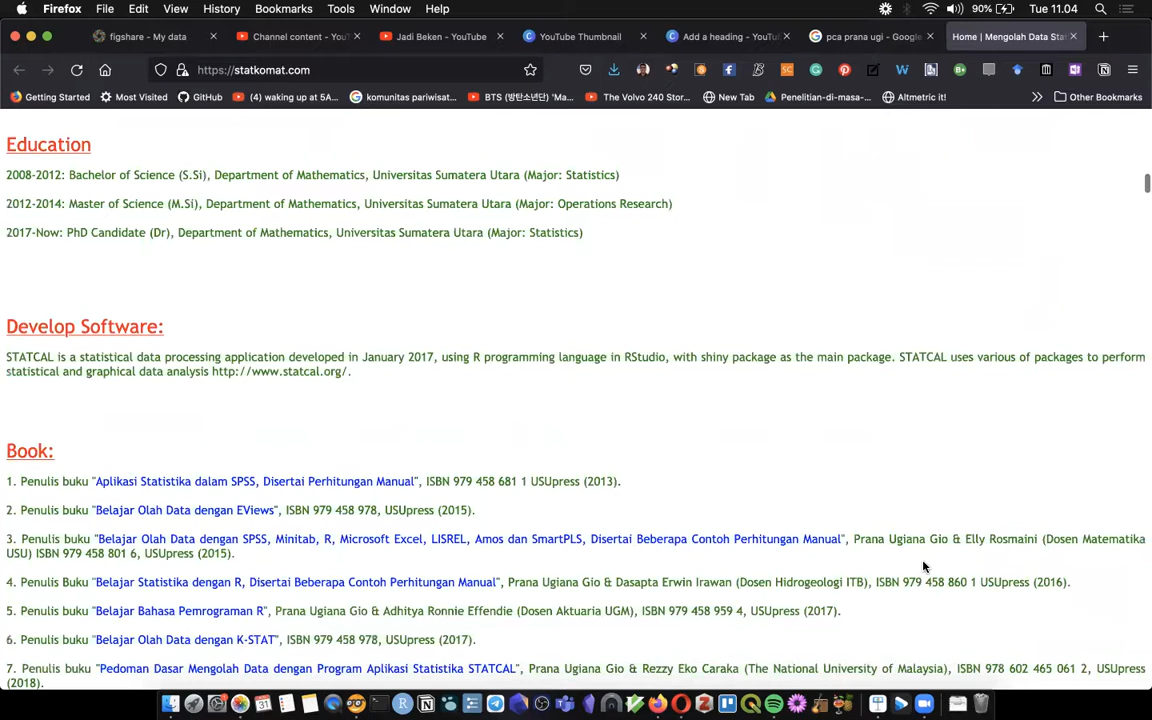 Firefox File Edit View History Bookmarks Tools Window Help 90% Tue 11.04
figshare - My data Channel content - You Jadi Beken - YouTube YouTube Thumbnail Add a heading - YouTu pca prana ugi - Google Home | Mengolah Data Sta
https://statkomat.com
Getting Started Most Visited GitHub (4) waking up at 5A... komunitas pariwisat... BTS (방탄소년단) 'Ma... The Volvo 240 Stor... New Tab Penelitian-di-masa-... Altmetric it! Other Bookmarks
Education
2008-2012: Bachelor of Science (S.Si), Department of Mathematics, Universitas Sumatera Utara (Major: Statistics)
2012-2014: Master of Science (M.Si), Department of Mathematics, Universitas Sumatera Utara (Major: Operations Research)
2017-Now: PhD Candidate (Dr), Department of Mathematics, Universitas Sumatera Utara (Major: Statistics)
Develop Software:
STATCAL is a statistical data processing application developed in January 2017, using R programming language in RStudio, with shiny package as the main package. STATCAL uses various of packages to perform
statistical and graphical data analysis http://www.statcal.org/.
Book:
1. Penulis buku "Aplikasi Statistika dalam SPSS, Disertai Perhitungan Manual", ISBN 979 458 681 1 USUpress (2013).
2. Penulis buku "Belajar Olah Data dengan EViews", ISBN 979 458 978, USUpress (2015).
3. Penulis buku "Belajar Olah Data dengan SPSS, Minitab, R, Microsoft Excel, LISREL, Amos dan SmartPLS, Disertai Beberapa Contoh Perhitungan Manual", Prana Ugiana Gio & Elly Rosmaini (Dosen Matematika
USU) ISBN 979 458 801 6, USUpress (2015).
4. Penulis buku "Belajar Statistika dengan R, Disertai Beberapa Contoh Perhitungan Manual", Prana Ugiana Gio & Dasapta Erwin Irawan (Dosen Hidrogeologi ITB), ISBN 979 458 860 1 USUpress (2016).
5. Penulis buku "Belajar Bahasa Pemrograman R", Prana Ugiana Gio & Adhitya Ronnie Effendie (Dosen Aktuaria UGM), ISBN 979 458 959 4, USUpress (2017).
6. Penulis buku "Belajar Olah Data dengan K-STAT", ISBN 979 458 978, USUpress (2017).
7. Penulis buku "Pedoman Dasar Mengolah Data dengan Program Aplikasi Statistika STATCAL", Prana Ugiana Gio & Rezzy Eko Caraka (The National University of Malaysia), ISBN 978 602 465 061 2, USUpress
(2018).